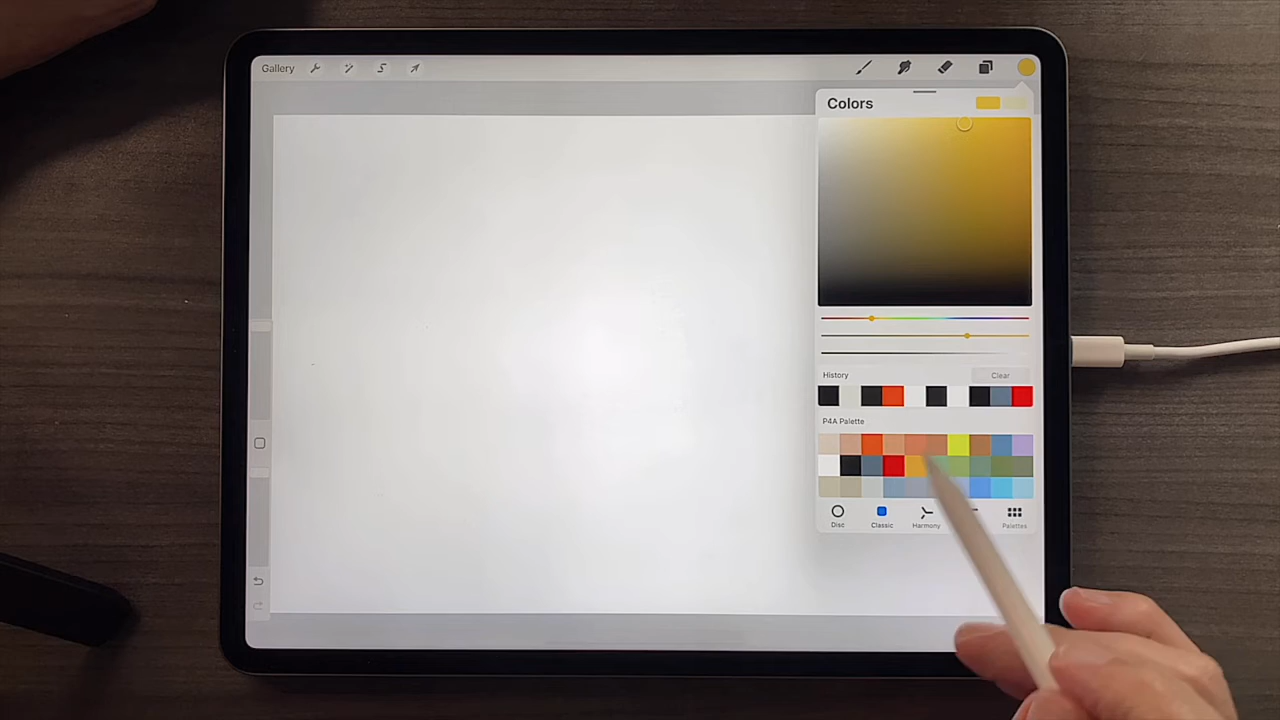 Gallery
Colors
History Clear
P4A Palette
Disc Classic Harmony Palettes